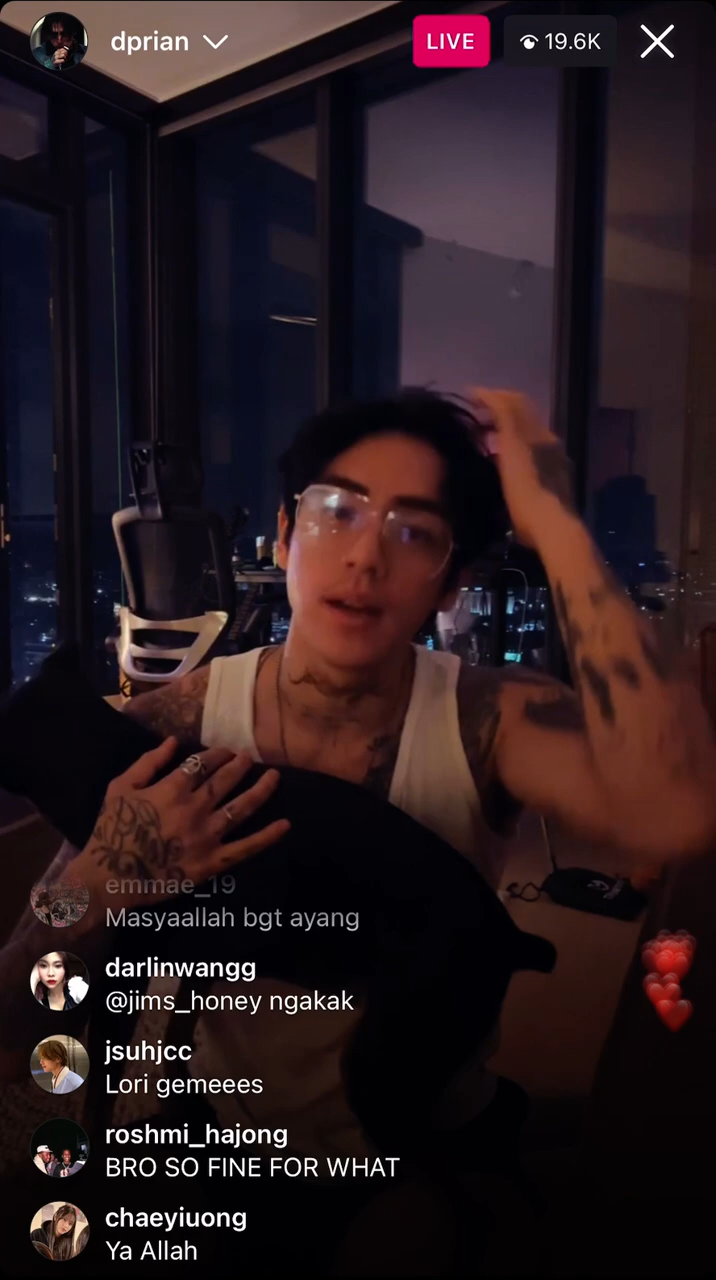 dprian
LIVE
19.6K
emmae_19
Masyaallah bgt ayang
darlinwangg
@jims_honey ngakak
jsuhjcc
Lori gemeees
roshmi_hajong
BRO SO FINE FOR WHAT
chaeyiuong
Ya Allah